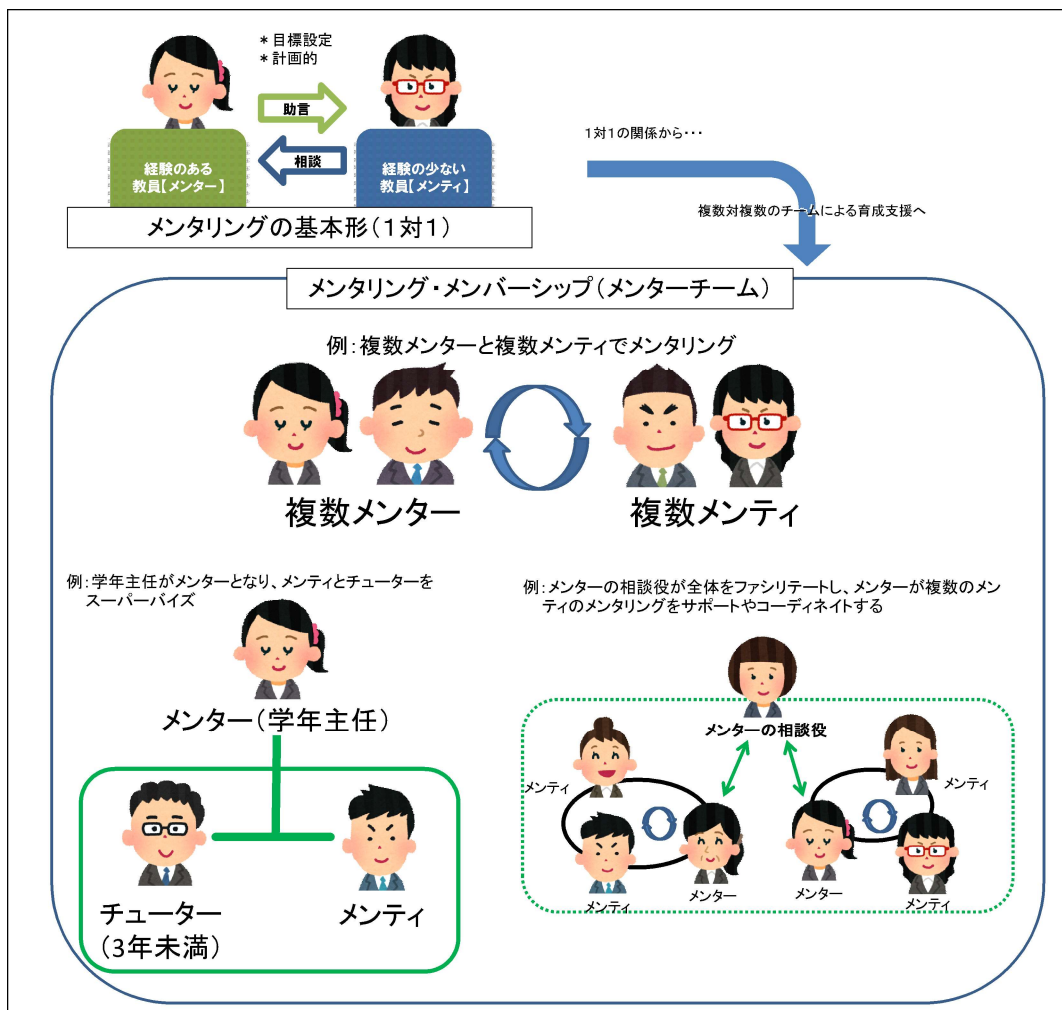 ＊目標設定
＊計画的
助言
相談
経験のある
教員【メンター】
経験の少ない
教員【メンティ】
メンタリングの基本形（１対１）
１対１の関係から・・・
複数対複数のチームによる育成支援へ
メンタリング・メンバーシップ（メンターチーム）
例：複数メンターと複数メンティでメンタリング
複数メンター
複数メンティ
例：学年主任がメンターとなり、メンティとチューターを
スーパーバイズ
メンター（学年主任）
チューター
（3年未満）
メンティ
例：メンターの相談役が全体をファシリテートし、メンターが複数のメン
ティのメンタリングをサポートやコーディネイトする
メンターの相談役
メンティ
メンティ
メンティ
メンター
メンター
メンティ